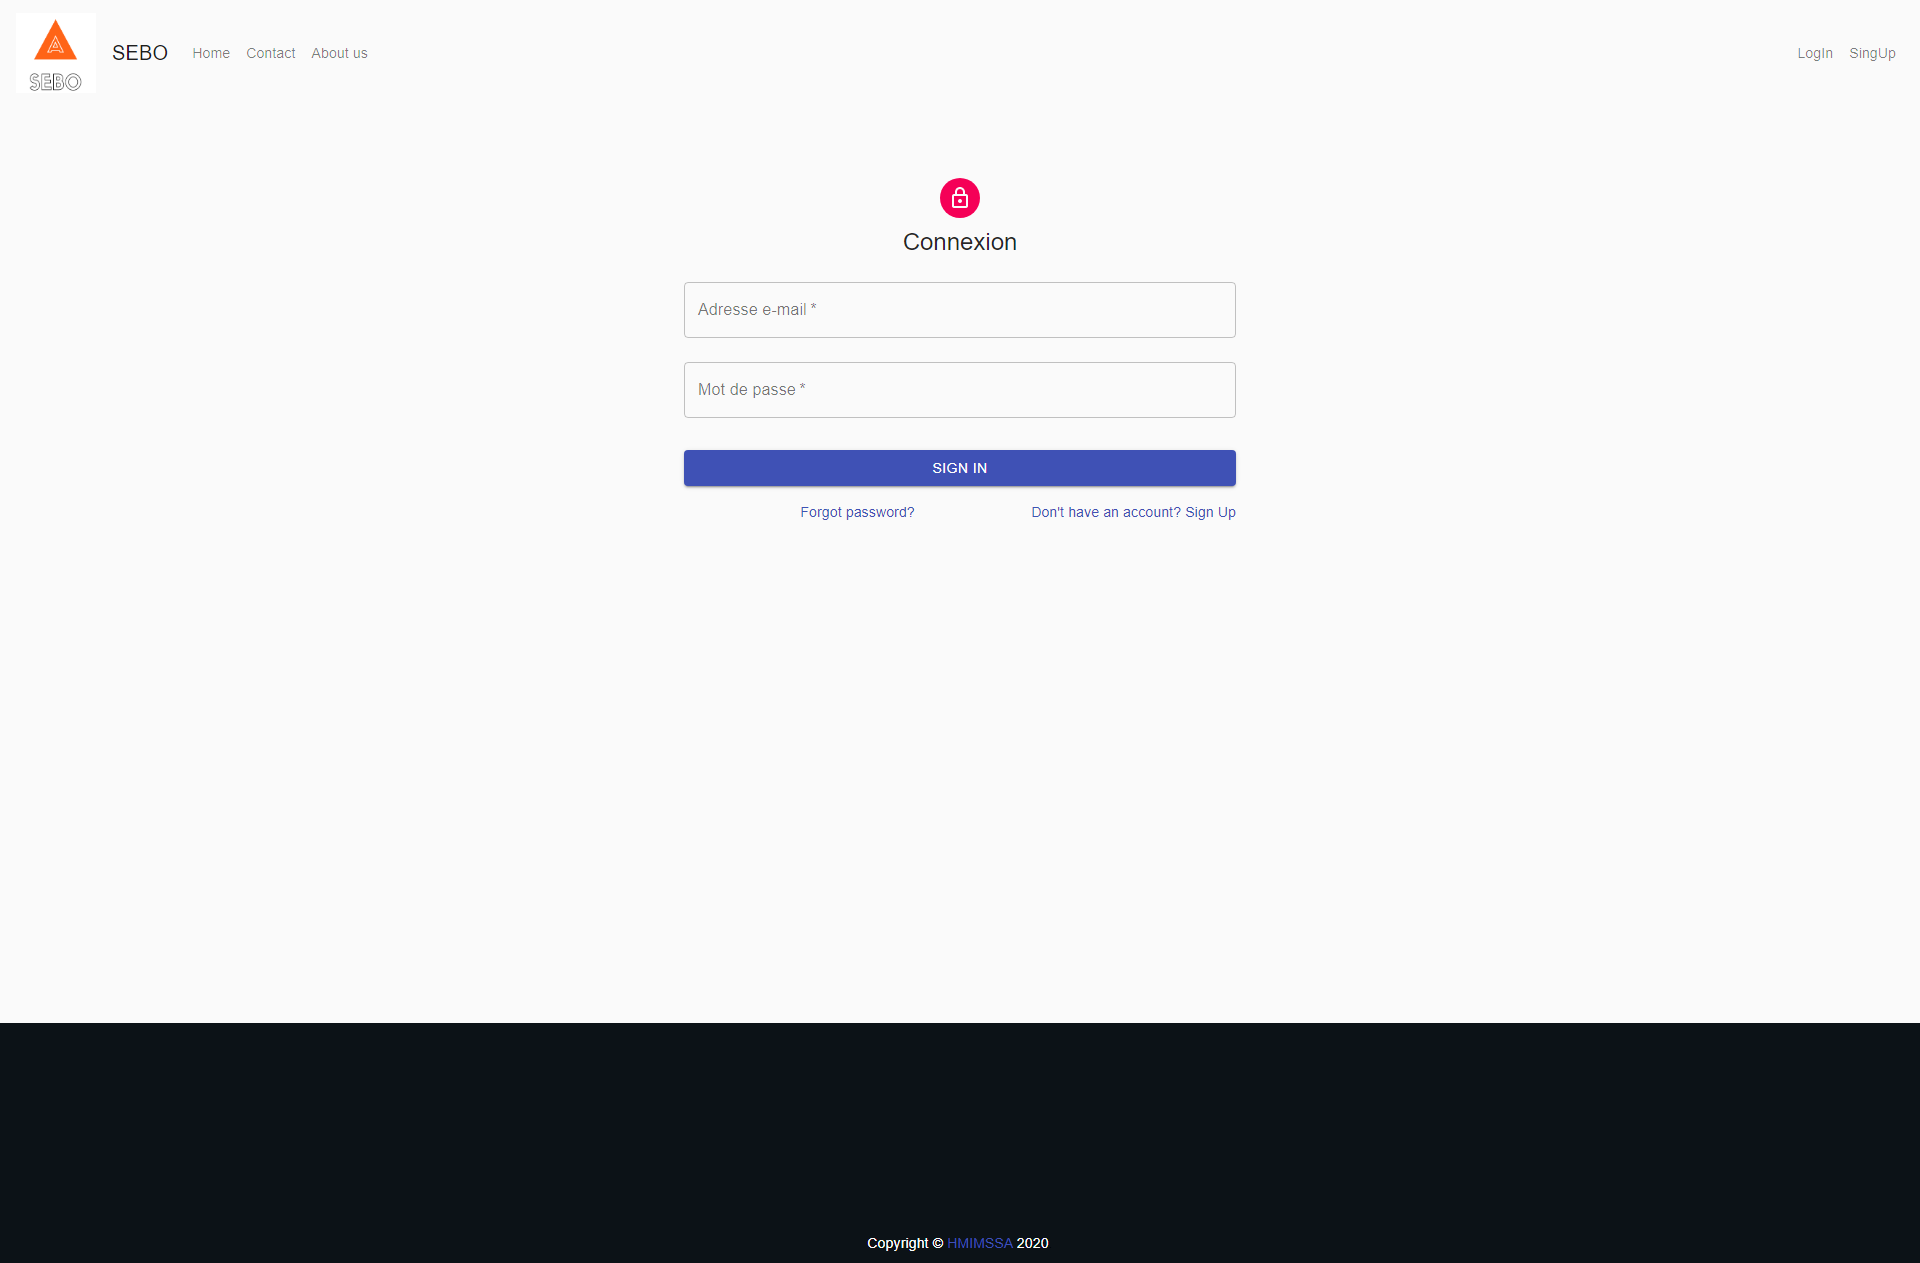 A
SEBO
SEBO Home Contact About us LogIn SingUp
Connexion
Adresse e-mail *
Mot de passe *
SIGN IN
Forgot password? Don't have an account? Sign Up
Copyright © HMIMSSA 2020